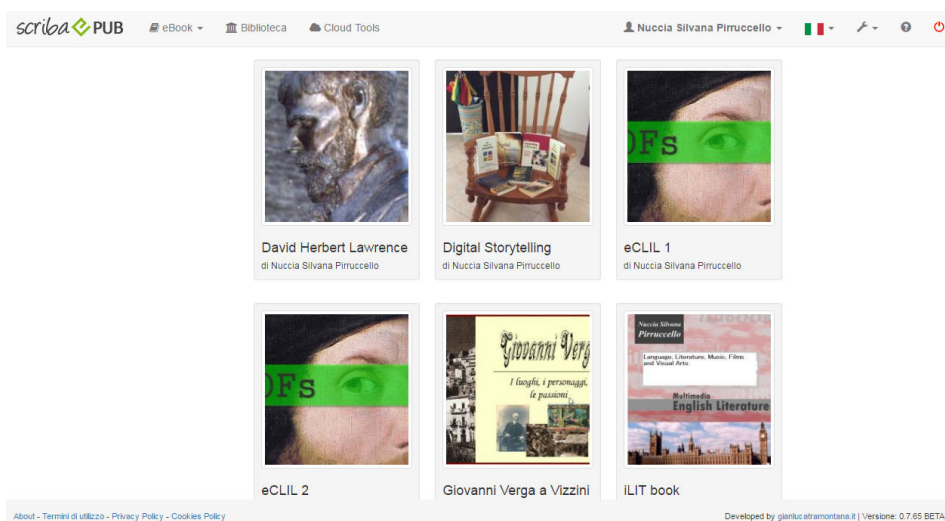 scriba ePUB eBook Biblioteca Cloud Tools Nuccia Silvana Pirruccello
David Herbert Lawrence
di Nuccia Silvana Pirruccello
Digital Storytelling
di Nuccia Silvana Pirruccello
DFs
eCLIL 1
di Nuccia Silvana Pirruccello
DFs
eCLIL 2
Giovanni Verg
I luoghi, i personaggi,
le passioni
Giovanni Verga a Vizzini
Nuccia Silvana
Pirruccello
Language, Literature, Music, Films
and Visual Arts
Multimedia
English Literature
iLIT book
About - Termini di utilizzo - Privacy Policy - Cookies Policy
Developed by gianlucatramontana.it | Versione: 0.7.65 BETA